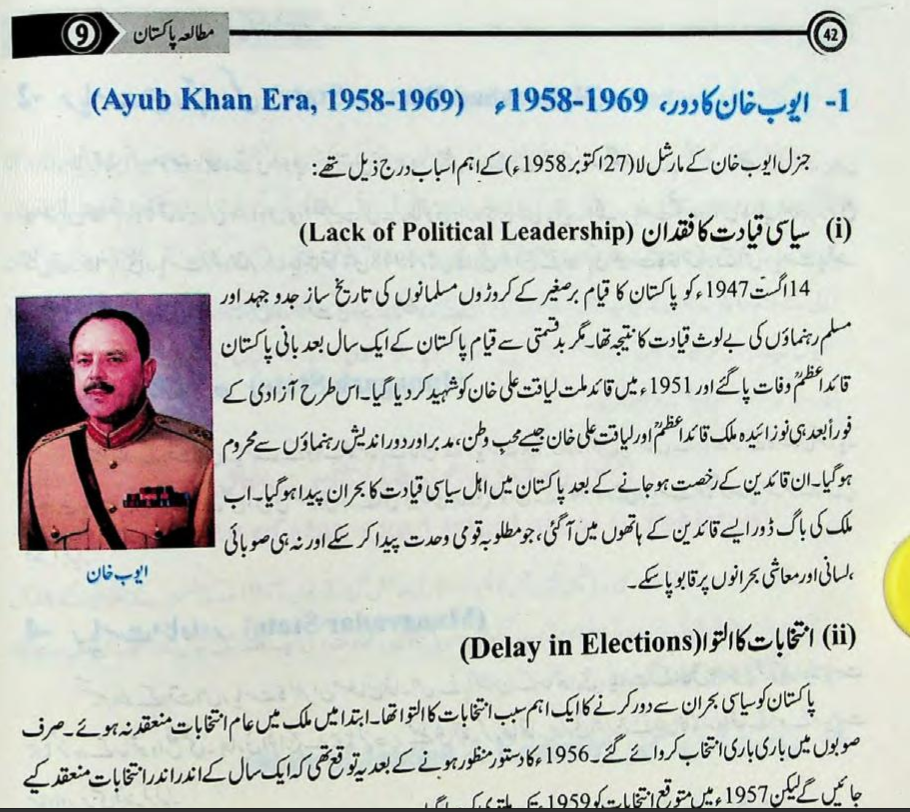 42
مطالعہ پاکستان
9
1- ایوب خان کا دور، 1969-1958ء (Ayub Khan Era, 1958-1969)
جنرل ایوب خان کے مارشل لا (27اکتوبر 1958ء) کے اہم اسباب درج ذیل تھے:
(i) سیاسی قیادت کا فقدان (Lack of Political Leadership)
14اگست 1947ء کو پاکستان کا قیام برصغیر کے کروڑوں مسلمانوں کی تاریخ ساز جدوجہد اور
مسلم رہنماؤں کی بے لوث قیادت کا نتیجہ تھا۔ مگر بدقسمتی سے قیام پاکستان کے ایک سال بعد بانی پاکستان
قائداعظمؒ وفات پا گئے اور 1951ء میں قائدِ ملت لیاقت علی خان کو شہید کر دیا گیا۔ اس طرح آزادی کے
فوراً بعد ہی نوزائیدہ ملک قائداعظمؒ اور لیاقت علی خان جیسے محب وطن، مدبر اور دور اندیش رہنماؤں سے محروم
ہو گیا۔ ان قائدین کے رخصت ہو جانے کے بعد پاکستان میں اہل سیاسی قیادت کا بحران پیدا ہو گیا۔ اب
ملک کی باگ ڈور ایسے قائدین کے ہاتھوں میں آ گئی، جو مطلوبہ قومی وحدت پیدا کر سکے اور نہ ہی صوبائی
،لسانی اور معاشی بحرانوں پر قابو پا سکے۔
ایوب خان
(ii) انتخابات کا التوا (Delay in Elections)
پاکستان کو سیاسی بحران سے دور کرنے کا ایک اہم سبب انتخابات کا التوا تھا۔ ابتدا میں ملک میں عام انتخابات منعقد نہ ہوئے۔ صرف
صوبوں میں باری باری انتخاب کروائے گئے۔ 1956ء کا دستور منظور ہونے کے بعد یہ توقع تھی کہ ایک سال کے اندر اندر انتخابات منعقد کیے
جائیں گے لیکن 1957ء میں متوقع انتخابات کو 1959ء تک ملتوی کر دیا گیا۔